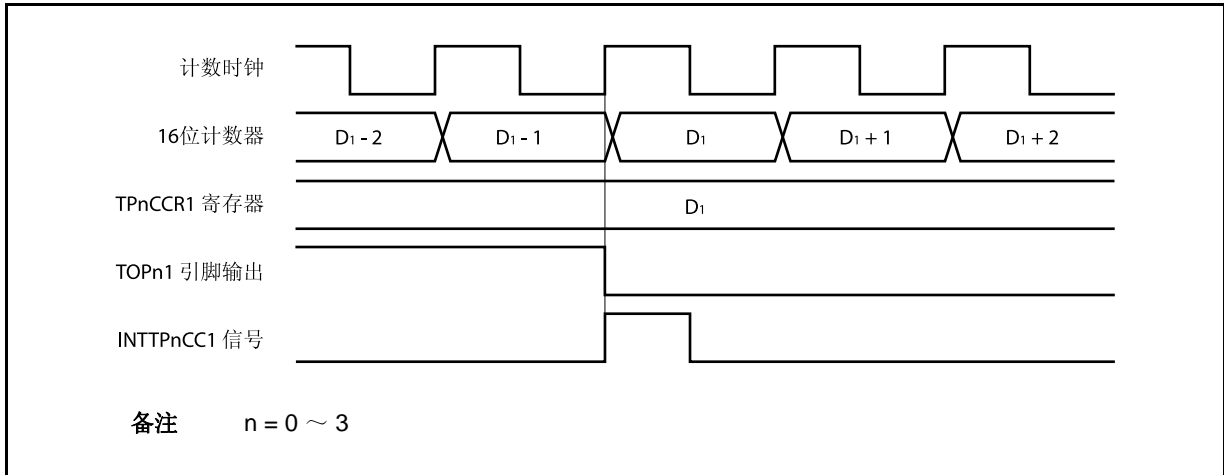 计数时钟
16位计数器 D1 - 2 D1 - 1 D1 D1 + 1 D1 + 2
TPnCCR1 寄存器 D1
TOPn1 引脚输出
INTTPnCC1 信号
备注 n = 0 ～ 3